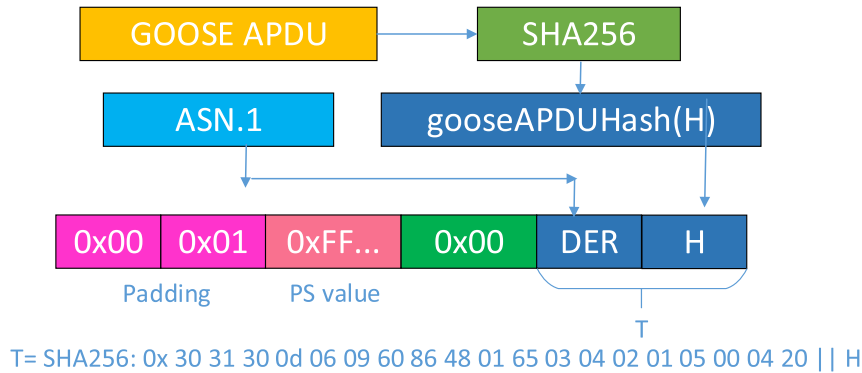 GOOSE APDU
SHA256
ASN.1
gooseAPDUHash(H)
0x00
0x01
0xFF...
0x00
DER
H
Padding
PS value
T
T= SHA256: 0x 30 31 30 0d 06 09 60 86 48 01 65 03 04 02 01 05 00 04 20 || H